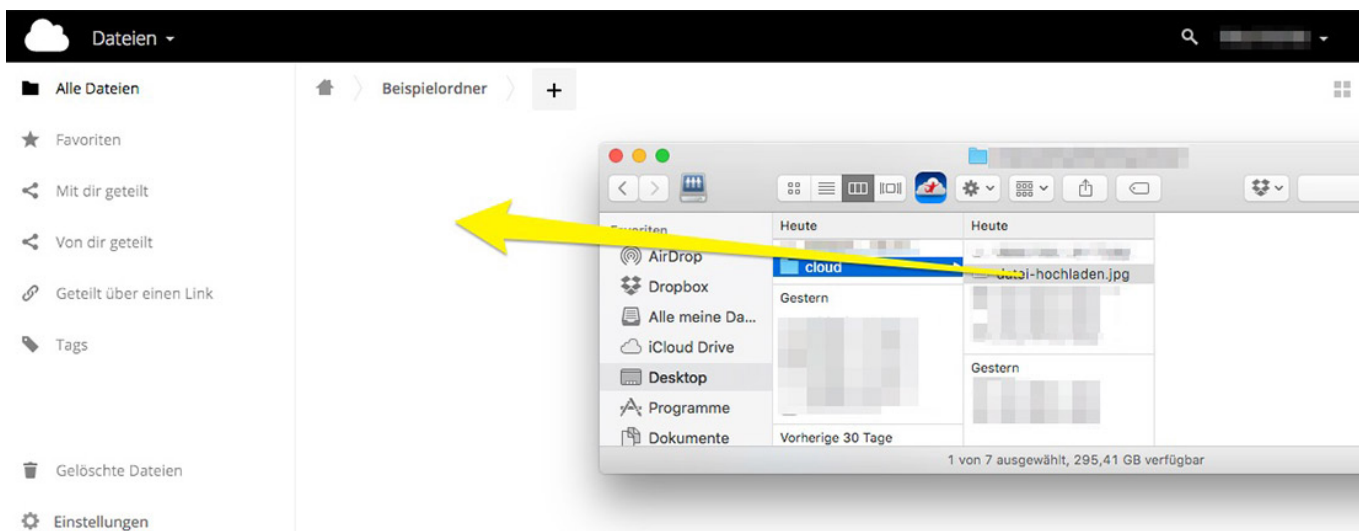 Dateien
Alle Dateien
Favoriten
Mit dir geteilt
Von dir geteilt
Geteilt über einen Link
Tags
Gelöschte Dateien
Einstellungen
Beispielordner
+
Favoriten
AirDrop
Dropbox
Alle meine Da...
iCloud Drive
Desktop
Programme
Dokumente
Heute
cloud
Gestern
Vorherige 30 Tage
Heute
datei-hochladen.jpg
Gestern
1 von 7 ausgewählt, 295,41 GB verfügbar